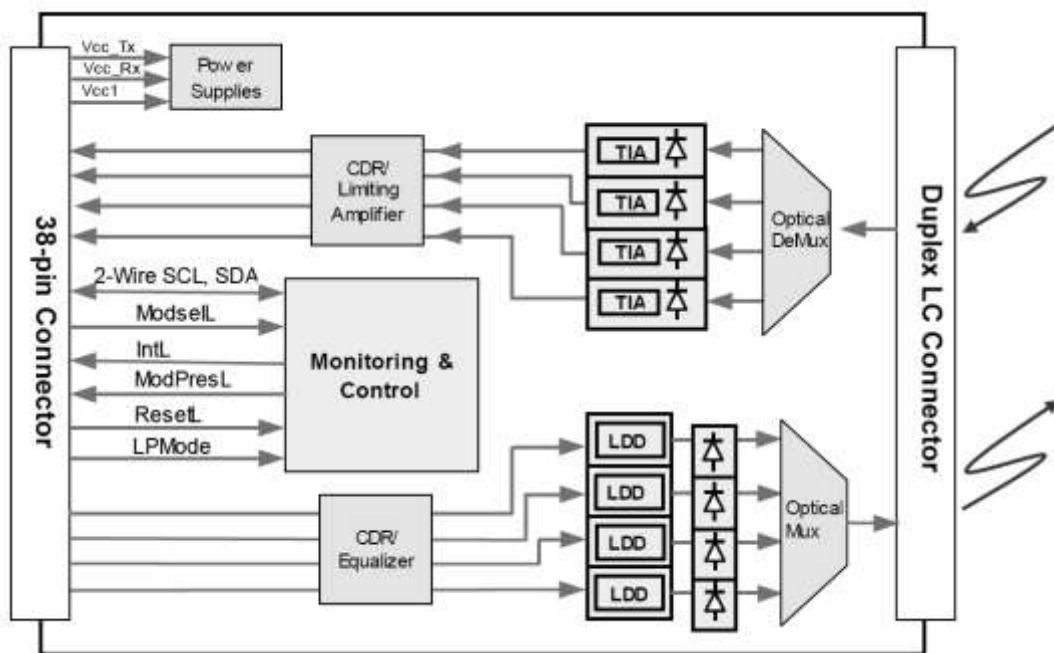 Vcc_Tx
Vcc_Rx
Vcc1
Power
Supplies
CDR/
Limiting
Amplifier
TIA
TIA
TIA
TIA
Optical
DeMux
38-pin Connector
Duplex LC Connector
2-Wire SCL, SDA
ModselL
IntL
ModPresL
ResetL
LPMode
Monitoring &
Control
CDR/
Equalizer
LDD
LDD
LDD
LDD
Optical
Mux